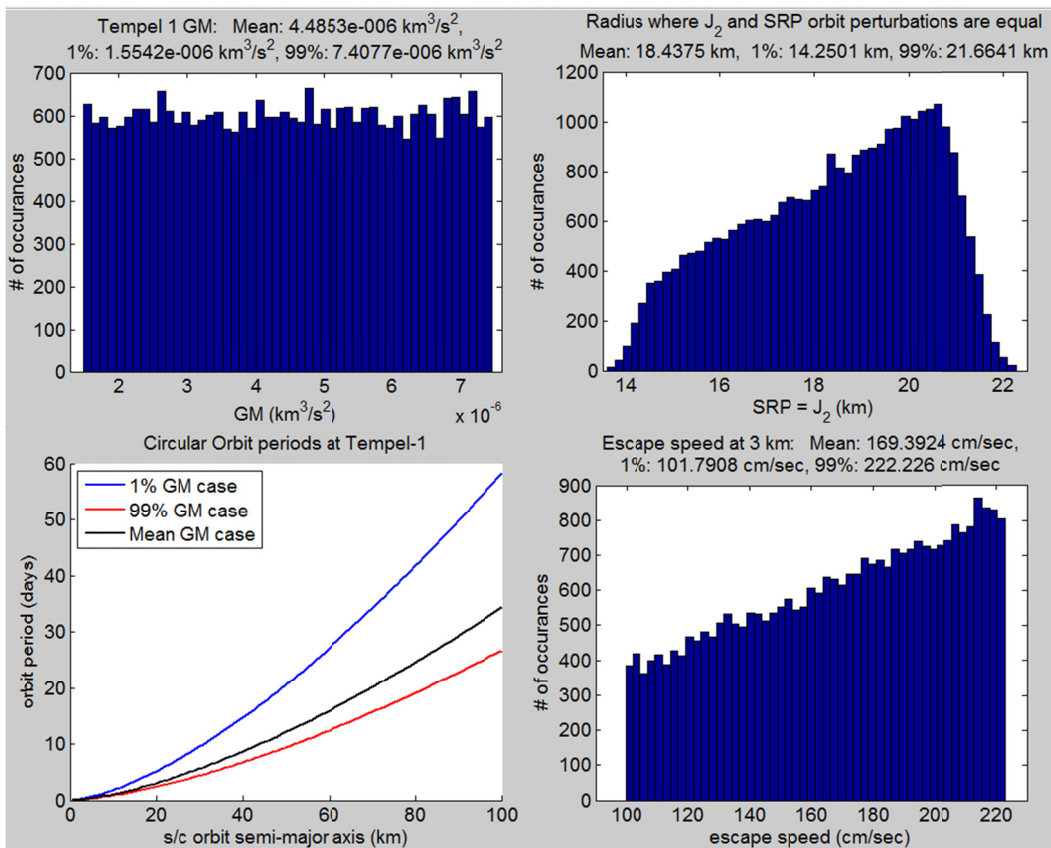 Tempel 1 GM: Mean: 4.4853e-006 km³/s²,
1%: 1.5542e-006 km³/s², 99%: 7.4077e-006 km³/s²
700
600
500
400
300
200
100
0
# of occurances
2 3 4 5 6 7
GM (km³/s²)
x 10⁻⁶
Radius where J₂ and SRP orbit perturbations are equal
Mean: 18.4375 km, 1%: 14.2501 km, 99%: 21.6641 km
1200
1000
800
600
400
200
0
# of occurances
14 16 18 20 22
SRP = J₂ (km)
Circular Orbit periods at Tempel-1
60
50
40
30
20
10
0
orbit period (days)
1% GM case
99% GM case
Mean GM case
0 20 40 60 80 100
s/c orbit semi-major axis (km)
Escape speed at 3 km: Mean: 169.3924 cm/sec,
1%: 101.7908 cm/sec, 99%: 222.226 cm/sec
900
800
700
600
500
400
300
200
100
0
# of occurances
100 120 140 160 180 200 220
escape speed (cm/sec)